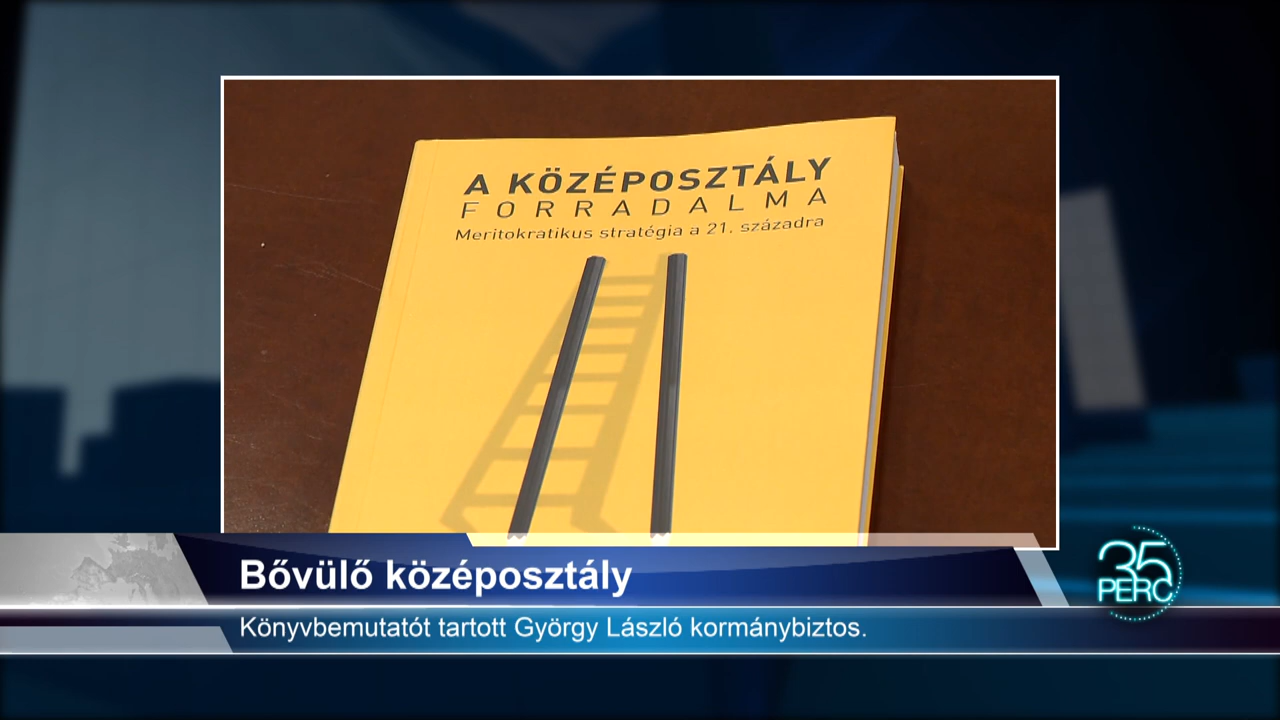 A KÖZÉPOSZTÁLY
FORRADALMA
Meritokratikus stratégia a 21. századra
Bővülő középosztály
35
PERC
Könyvbemutatót tartott György László kormánybiztos.